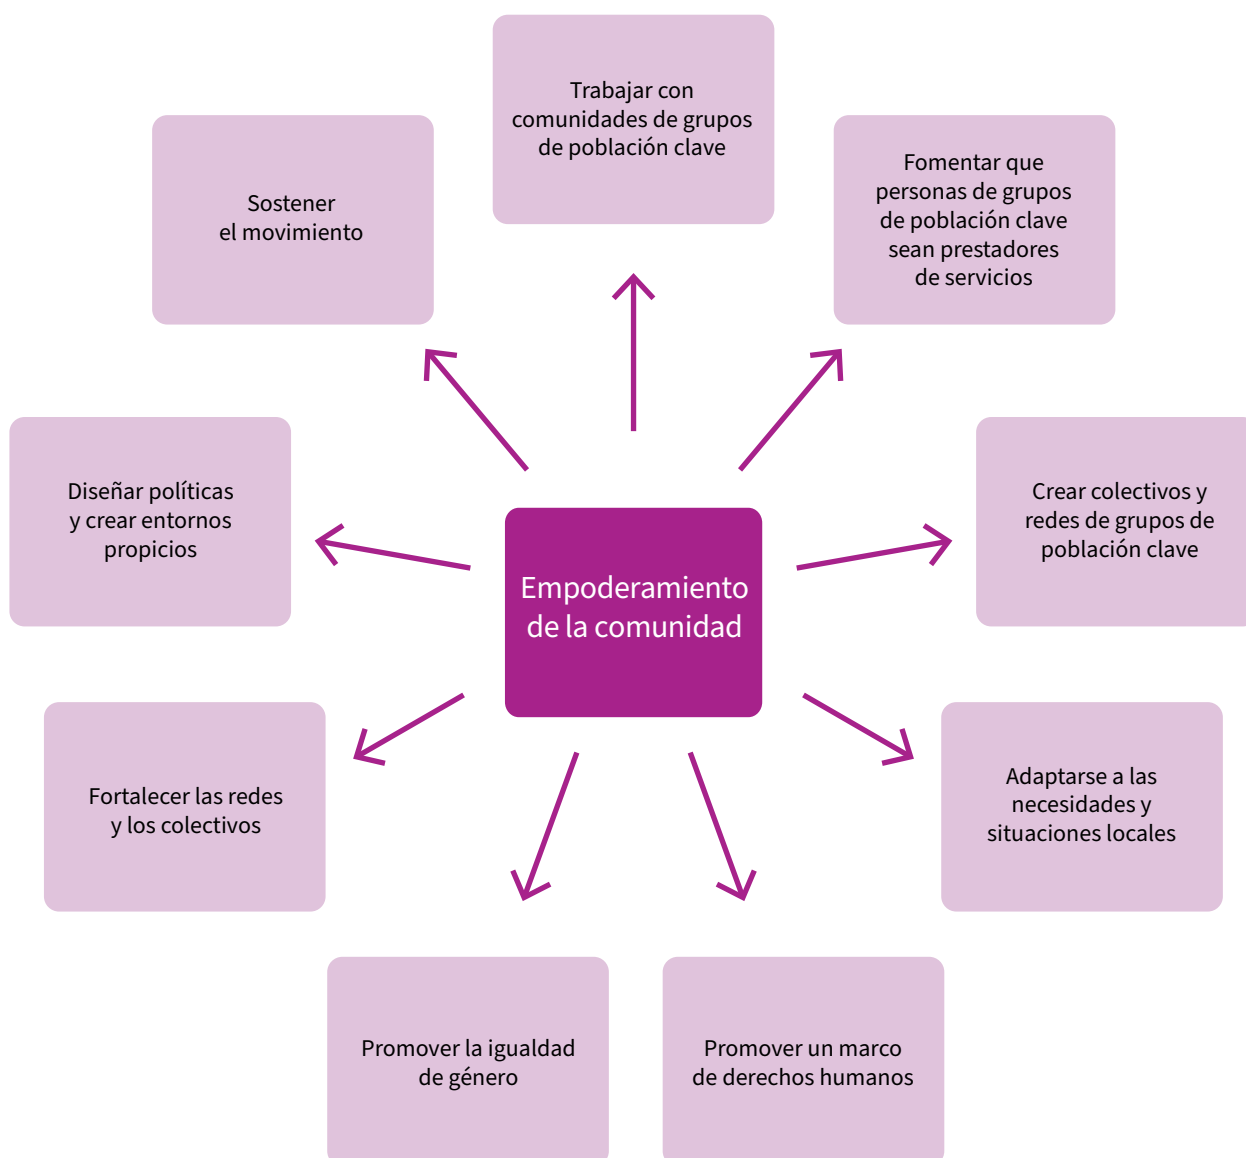 Trabajar con
comunidades de grupos
de población clave
Fomentar que
personas de grupos
de población clave
sean prestadores
de servicios
Crear colectivos y
redes de grupos de
población clave
Adaptarse a las
necesidades y
situaciones locales
Promover un marco
de derechos humanos
Promover la igualdad
de género
Fortalecer las redes
y los colectivos
Diseñar políticas
y crear entornos
propicios
Sostener
el movimiento
Empoderamiento
de la comunidad